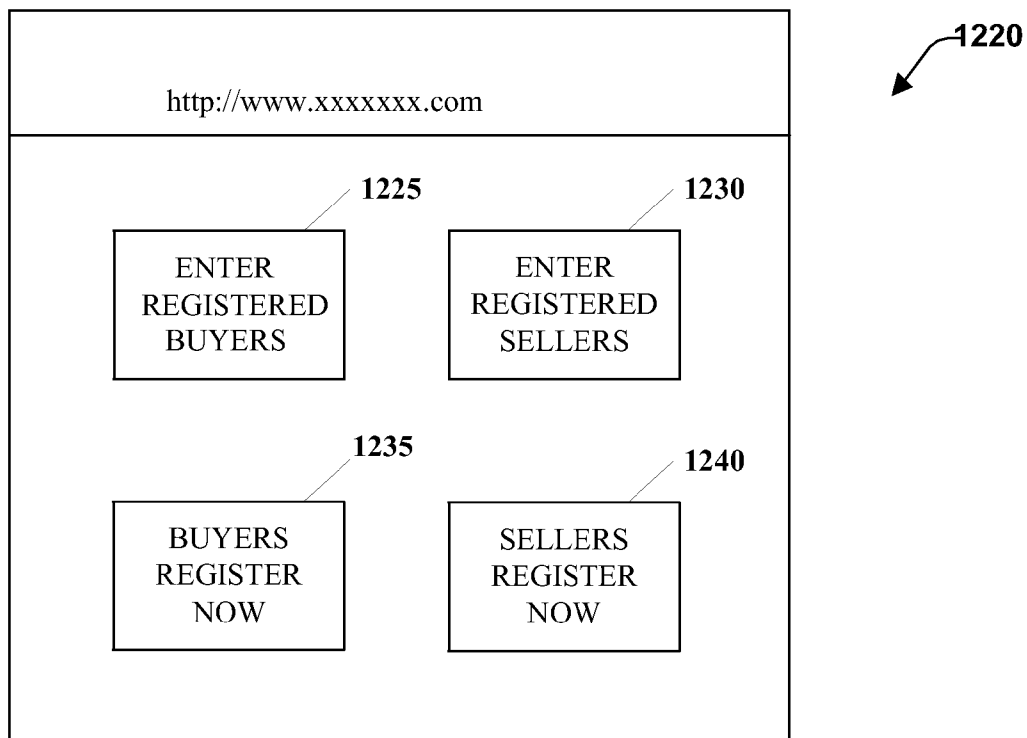 1220
http://www.xxxxxxx.com
1225
1230
ENTER
REGISTERED
BUYERS
ENTER
REGISTERED
SELLERS
1235
1240
BUYERS
REGISTER
NOW
SELLERS
REGISTER
NOW